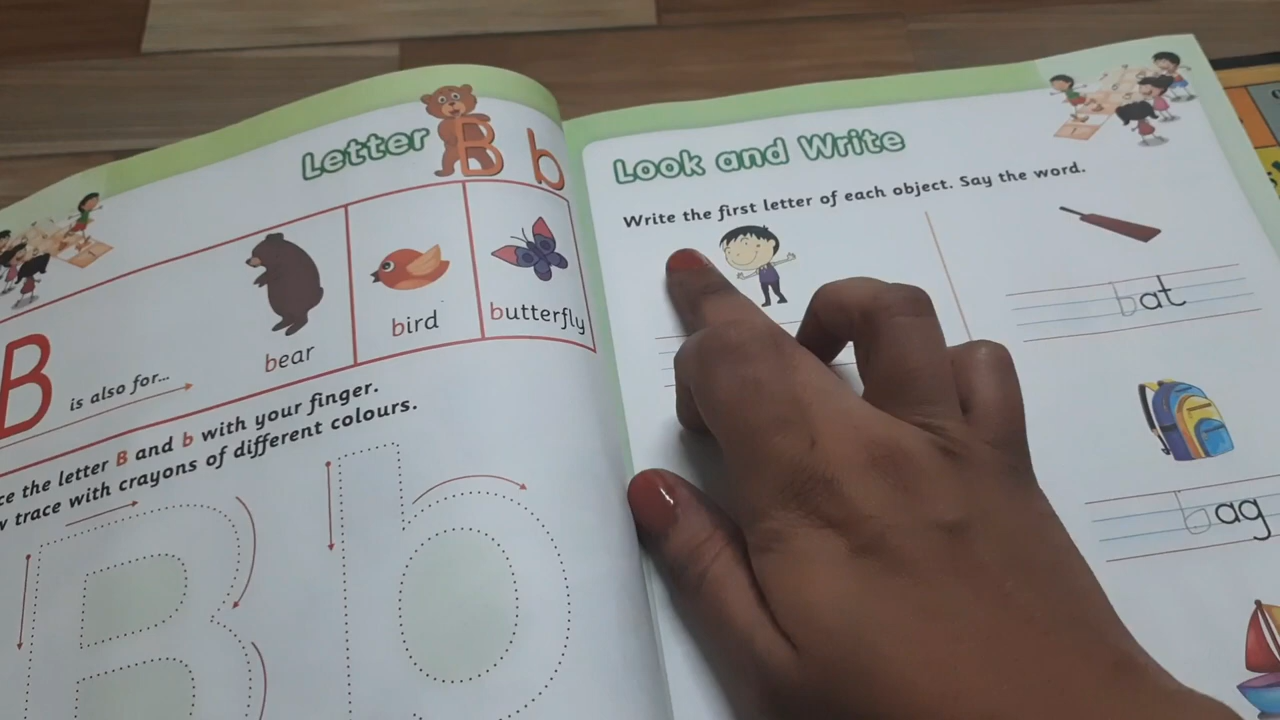 Letter B b
bear
bird
butterfly
B is also for...
the letter B and b with your finger.
trace with crayons of different colours.
Look and Write
Write the first letter of each object. Say the word.
bat
bag